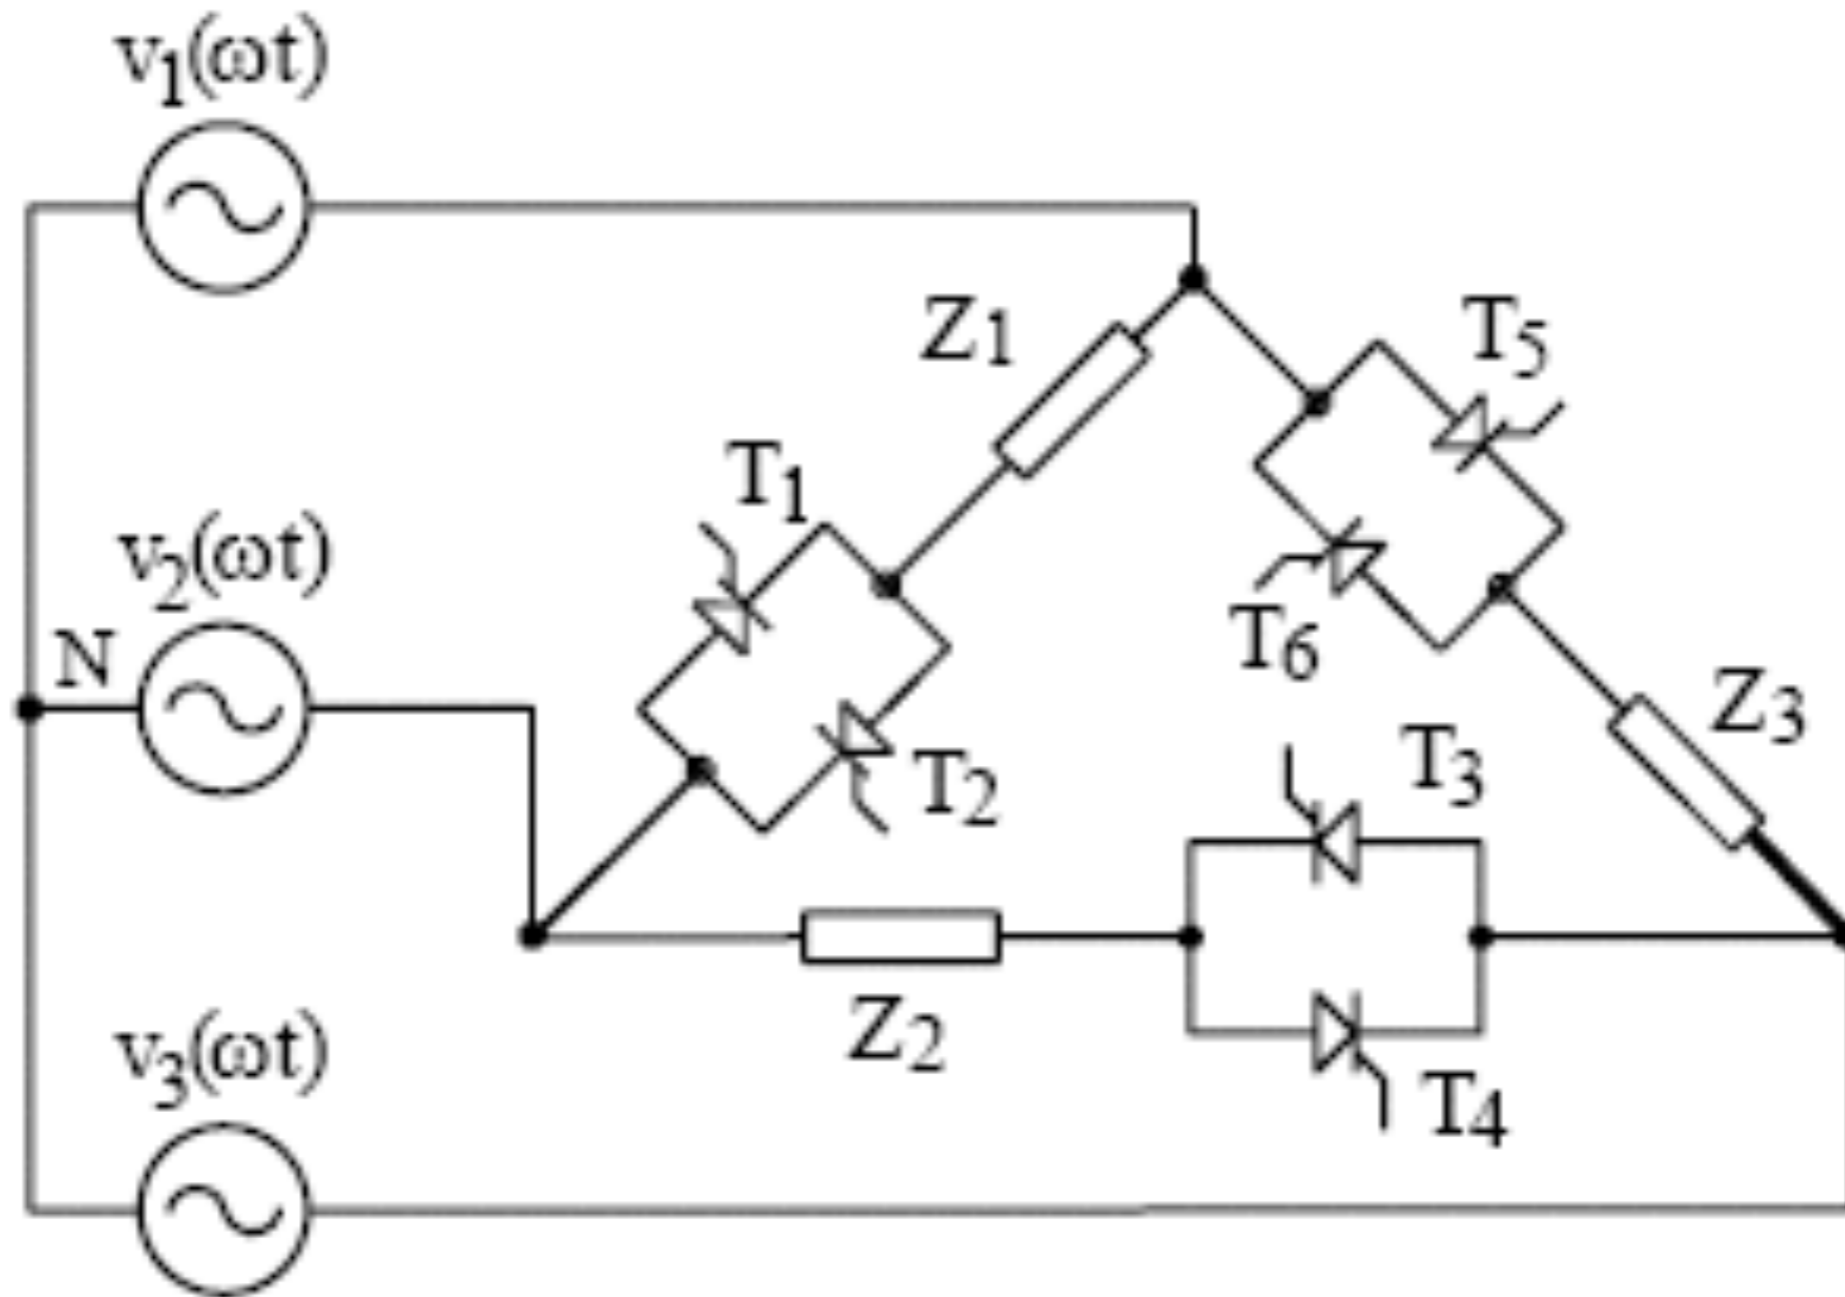 v₁(ωt)
Z₁
T₅
T₁
v₂(ωt)
N
T₆
Z₃
T₂
T₃
Z₂
v₃(ωt)
T₄